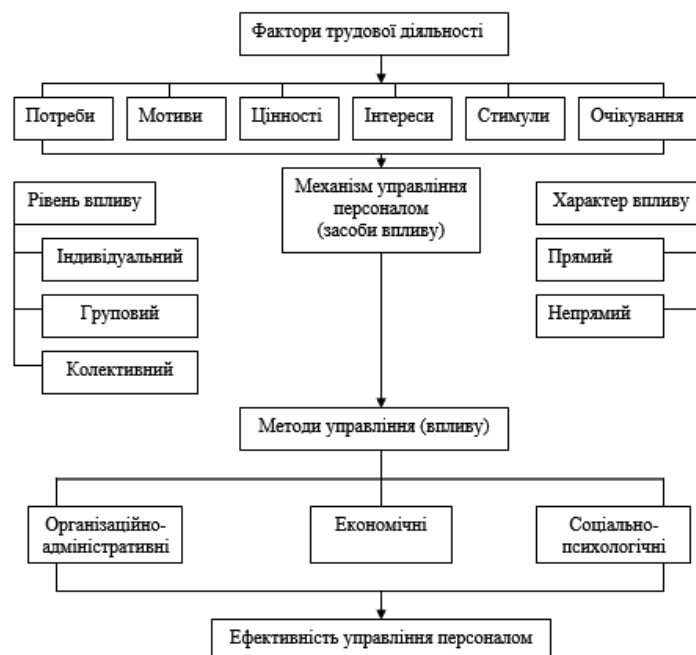 Фактори трудової діяльності
Потреби
Мотиви
Цінності
Інтереси
Стимули
Очікування
Рівень впливу
Індивідуальний
Груповий
Колективний
Механізм управління
персоналом
(засоби впливу)
Характер впливу
Прямий
Непрямий
Методи управління (впливу)
Організаційно-
адміністративні
Економічні
Соціально-
психологічні
Ефективність управління персоналом